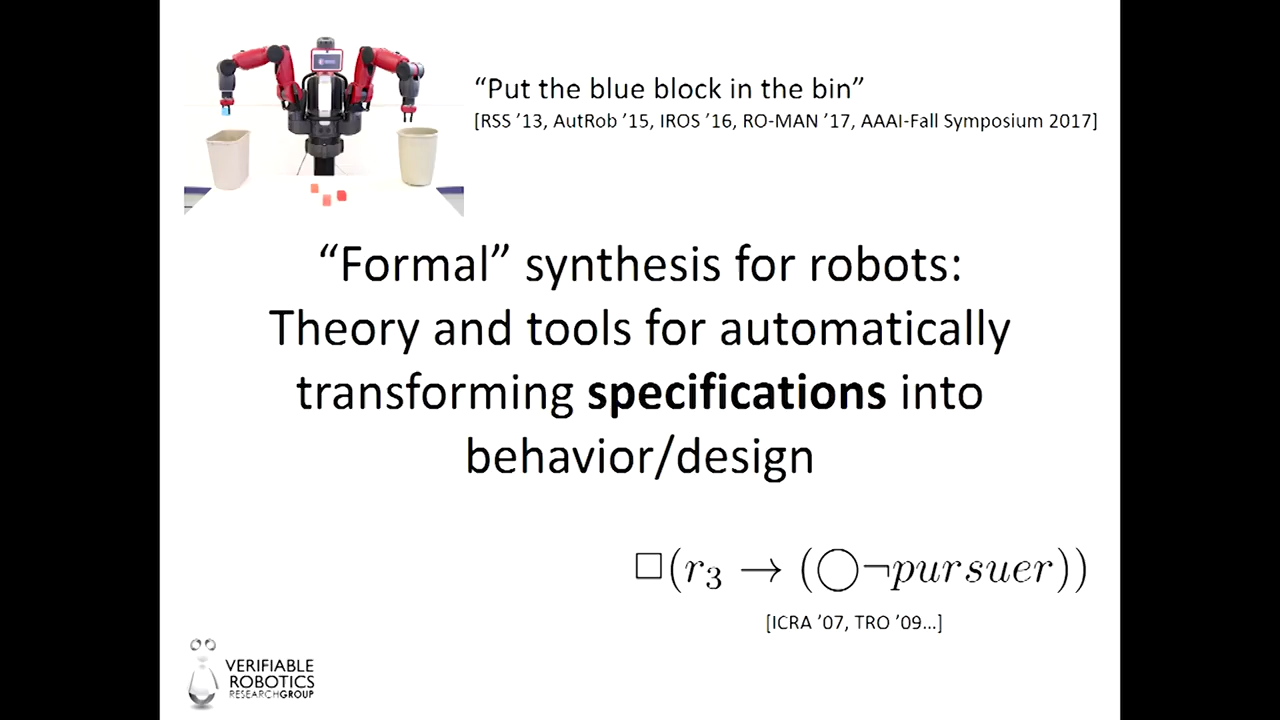 “Put the blue block in the bin”
[RSS ’13, AutRob ’15, IROS ’16, RO-MAN ’17, AAAI-Fall Symposium 2017]
“Formal” synthesis for robots:
Theory and tools for automatically
transforming specifications into
behavior/design
□(r₃ → (◯¬pursuer))
[ICRA ’07, TRO ’09…]
VERIFIABLE
ROBOTICS
RESEARCHGROUP